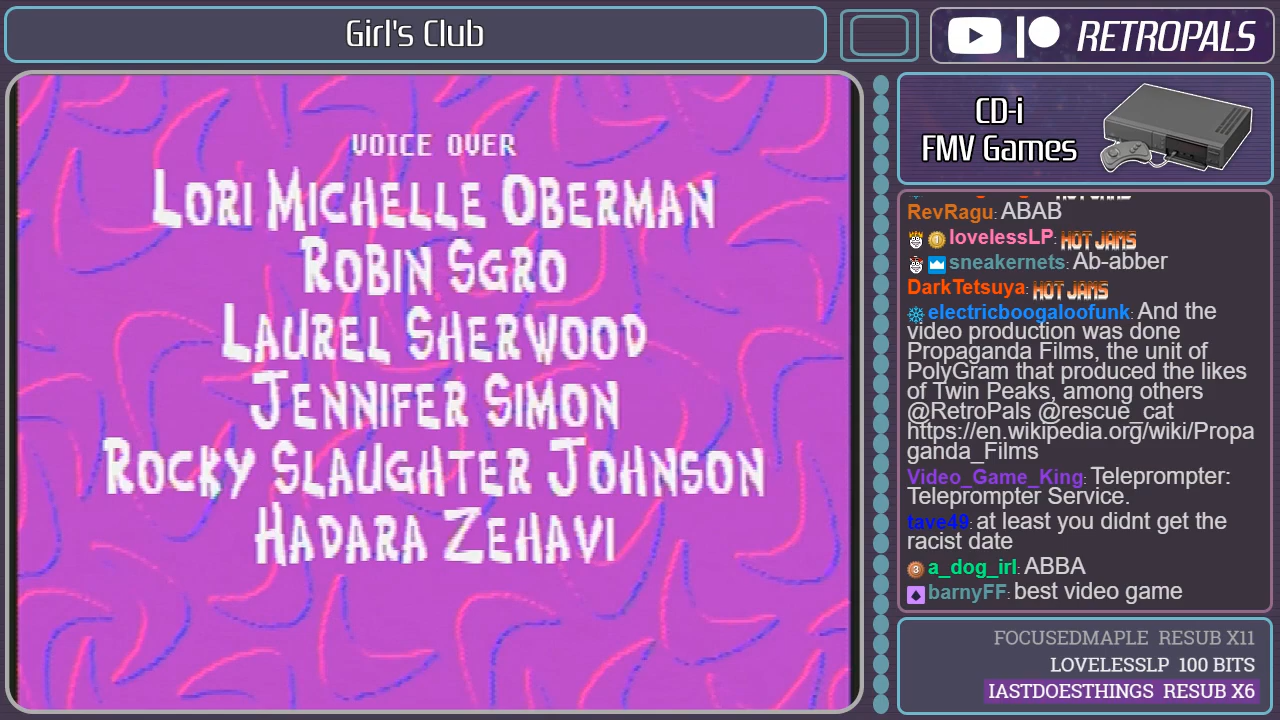 Girl's Club
RETROPALS
VOICE OVER
LORI MICHELLE OBERMAN
ROBIN SGRO
LAUREL SHERWOOD
JENNIFER SIMON
ROCKY SLAUGHTER JOHNSON
HADARA ZEHAVI
CD-i
FMV Games
RevRagu: ABAB
lovelessLP: HOT JAMS
sneakernets: Ab-abber
DarkTetsuya: HOT JAMS
electricboogaloofunk: And the
video production was done
Propaganda Films, the unit of
PolyGram that produced the likes
of Twin Peaks, among others
@RetroPals @rescue_cat
https://en.wikipedia.org/wiki/Propa
ganda_Films
Video_Game_King: Teleprompter:
Teleprompter Service.
tave49: at least you didnt get the
racist date
a_dog_irl: ABBA
barnyFF: best video game
FOCUSEDMAPLE RESUB X11
LOVELESSLP 100 BITS
IASTDOESTHINGS RESUB X6